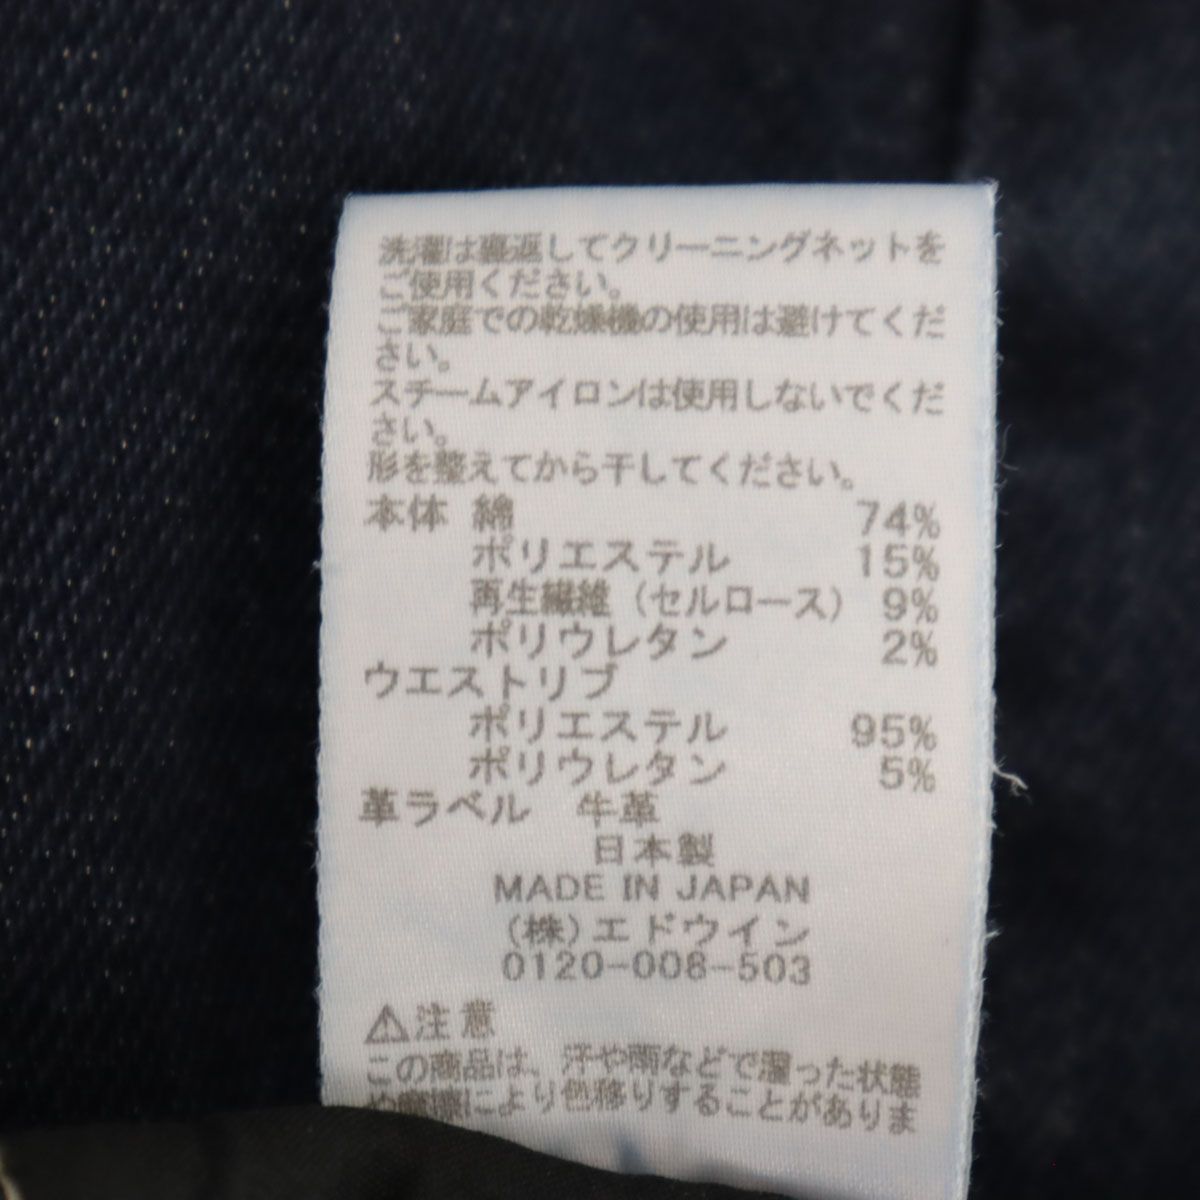 洗濯は裏返してクリーニングネットを
ご使用ください。
ご家庭での乾燥機の使用は避けてくだ
さい。
スチームアイロンは使用しないでくだ
さい。
形を整えてから干してください。
本体 綿 74%
ポリエステル 15%
再生繊維（セルロース） 9%
ポリウレタン 2%
ウエストリブ
ポリエステル 95%
ポリウレタン 5%
革ラベル 牛革
日本製
MADE IN JAPAN
(株)エドウイン
0120-008-503
⚠注意
この商品は、汗や雨などで濡った状態
や摩擦により色移りすることがありま